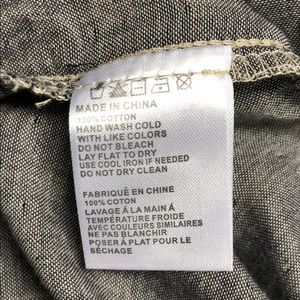 MADE IN CHINA
100% COTTON
HAND WASH COLD
WITH LIKE COLORS
DO NOT BLEACH
LAY FLAT TO DRY
USE COOL IRON IF NEEDED
DO NOT DRY CLEAN
FABRIQUÉ EN CHINE
100% COTON
LAVAGE À LA MAIN Á
TEMPÉRATURE FROIDE
AVEC COULEURS SIMILAIRES
NE PAS BLANCHIR
POSER À PLAT POUR LE
SÉCHAGE